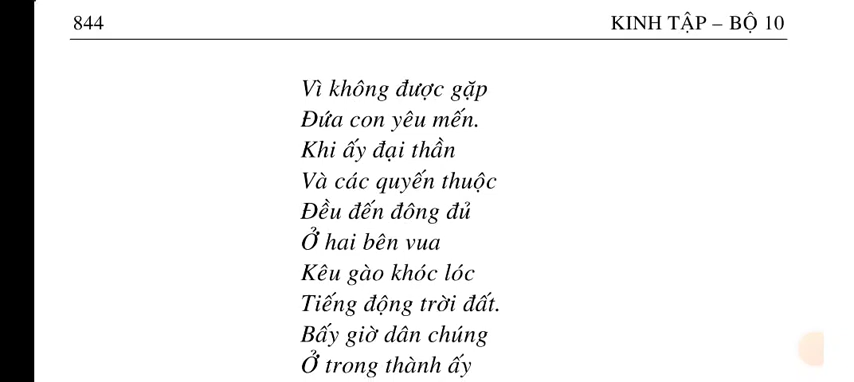 844 KINH TẬP – BỘ 10
Vì không được gặp
Đứa con yêu mến.
Khi ấy đại thần
Và các quyến thuộc
Đều đến đông đủ
Ở hai bên vua
Kêu gào khóc lóc
Tiếng động trời đất.
Bấy giờ dân chúng
Ở trong thành ấy